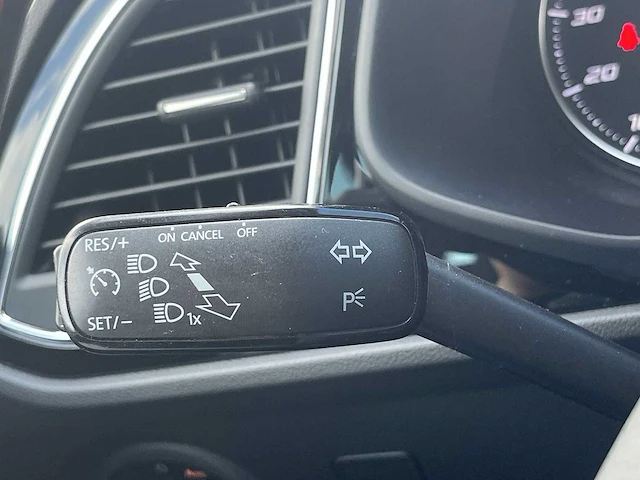 30
20
RES/+
ON CANCEL OFF
SET/-
1x
P